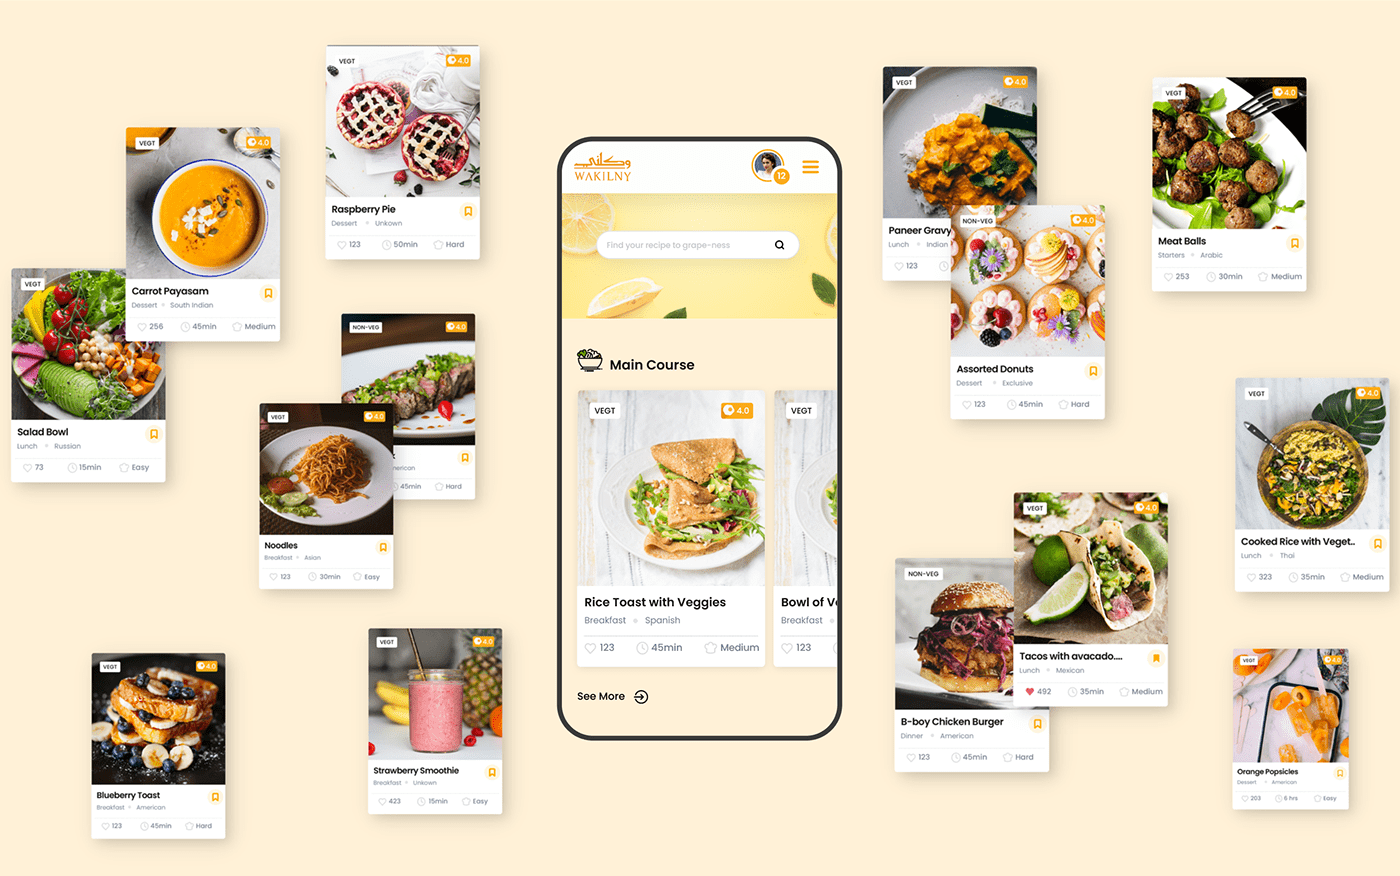 VEGT
4.0
Raspberry Pie
Dessert Unkown
123 50min Hard
VEGT
4.0
Carrot Payasam
Dessert South Indian
256 45min Medium
VEGT
Salad Bowl
Lunch Russian
73 15min Easy
NON-VEG
4.0
45min Hard
VEGT
4.0
Noodles
Breakfast Asian
123 30min Easy
VEGT
4.0
Blueberry Toast
Breakfast American
123 45min Hard
VEGT
4.0
Strawberry Smoothie
Breakfast Unkown
423 15min Easy
وكلني
WAKILNY
12
Find your recipe to grape-ness
Main Course
VEGT
4.0
Rice Toast with Veggies
Breakfast Spanish
123 45min Medium
VEGT
Bowl of V
Breakfast
123
See More
VEGT
4.0
Paneer Gravy
Lunch Indian
123
NON-VEG
4.0
Assorted Donuts
Dessert Exclusive
123 45min Hard
VEGT
4.0
Meat Balls
Starters Arabic
253 30min Medium
VEGT
4.0
Cooked Rice with Veget..
Lunch Thai
323 35min Medium
NON-VEG
B-boy Chicken Burger
Dinner American
123 45min Hard
VEGT
4.0
Tacos with avacado....
Lunch Mexican
492 35min Medium
VEGT
4.0
Orange Popsicles
Dessert American
203 6 hrs Easy